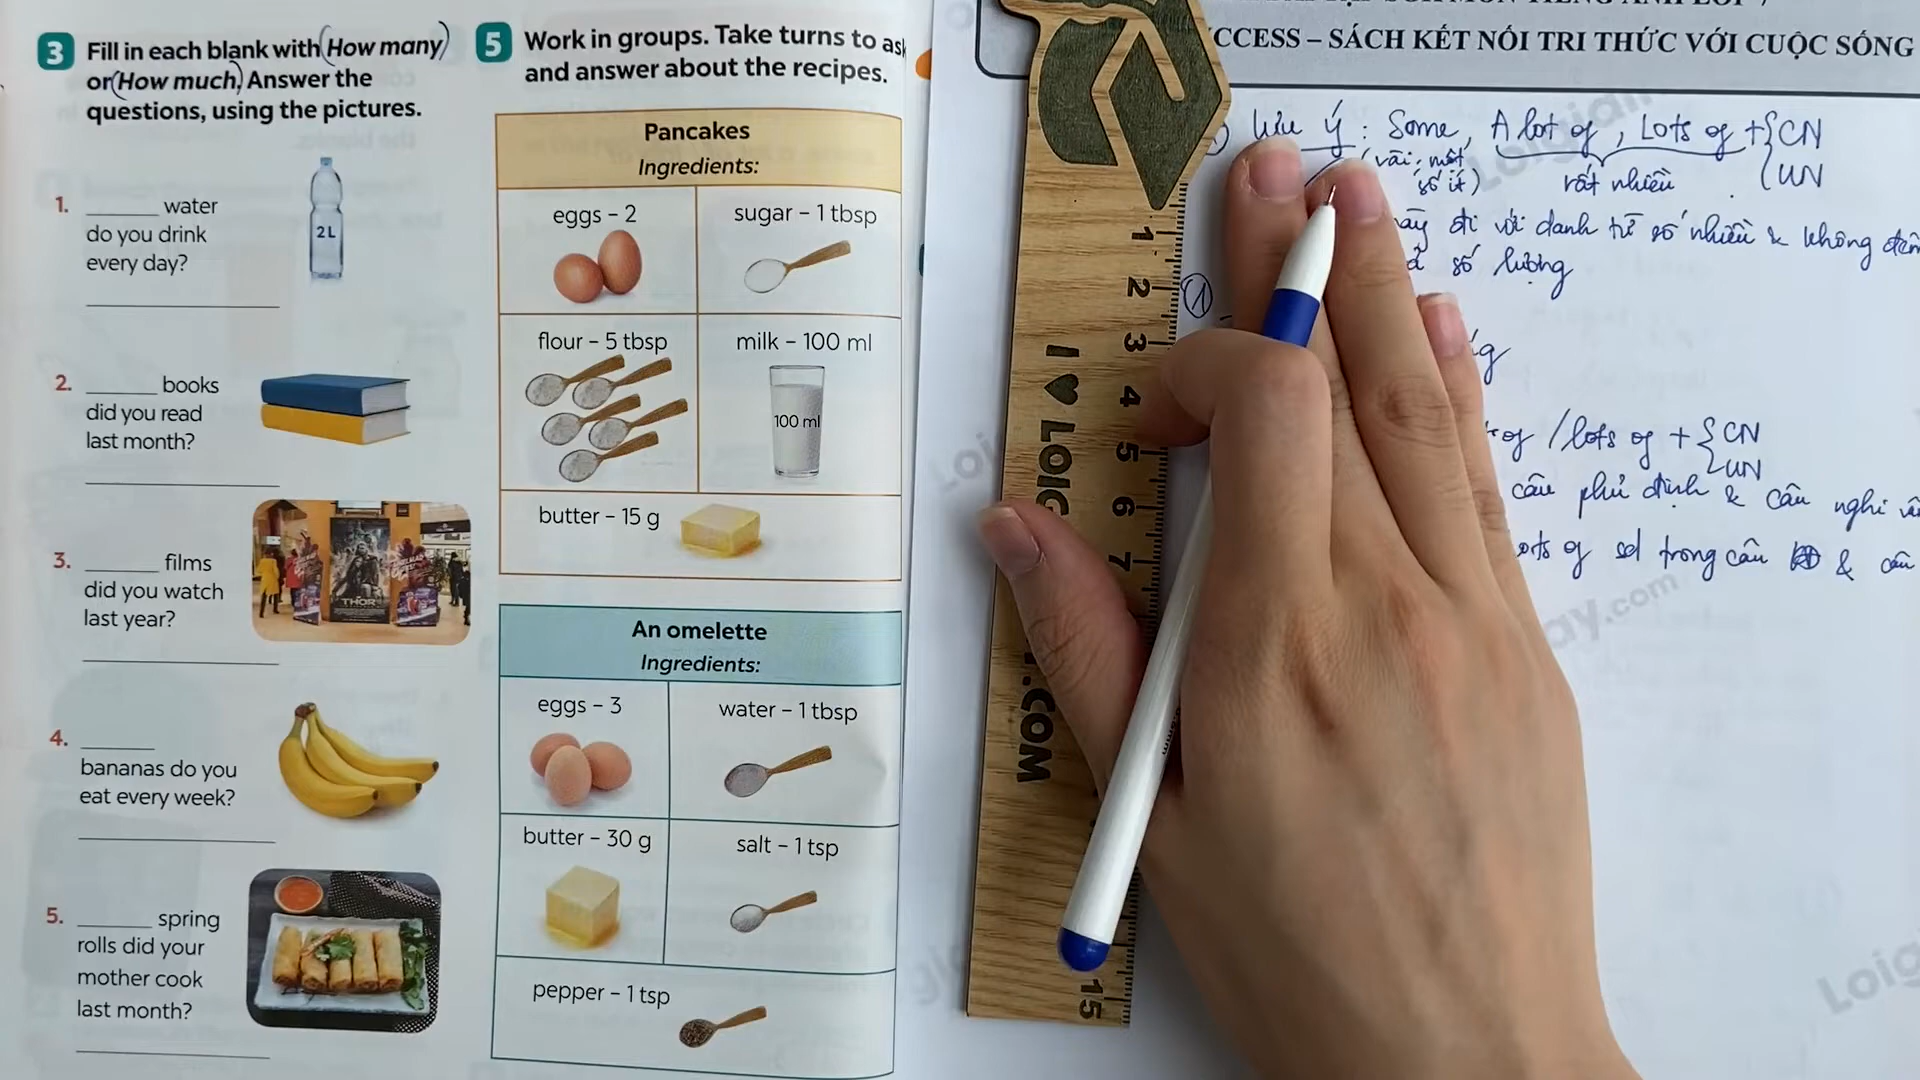 3 Fill in each blank with (How many)
or (How much). Answer the
questions, using the pictures.
1. ______ water
do you drink
every day?
2L
2. ______ books
did you read
last month?
3. ______ films
did you watch
last year?
THOR
4. ______
bananas do you
eat every week?
5. ______ spring
rolls did your
mother cook
last month?
5 Work in groups. Take turns to ask
and answer about the recipes.
Pancakes
Ingredients:
eggs – 2
sugar – 1 tbsp
flour – 5 tbsp
milk – 100 ml
100 ml
butter – 15 g
An omelette
Ingredients:
eggs – 3
water – 1 tbsp
butter – 30 g
salt – 1 tsp
pepper – 1 tsp
I ♥ LOIG
.COM
1
2
3
4
5
6
7
15
CCESS – SÁCH KẾT NỐI TRI THỨC VỚI CUỘC SỐNG
Lưu ý : Some, A lot of, Lots of + { CN
UN
(vài, một
số ít)
rất nhiều
đi với danh từ số nhiều & không đếm
số lượng
1
of / lots of + { CN
UN
câu phủ định & câu nghi
of sd trong câu & câu
ay.com
Loig